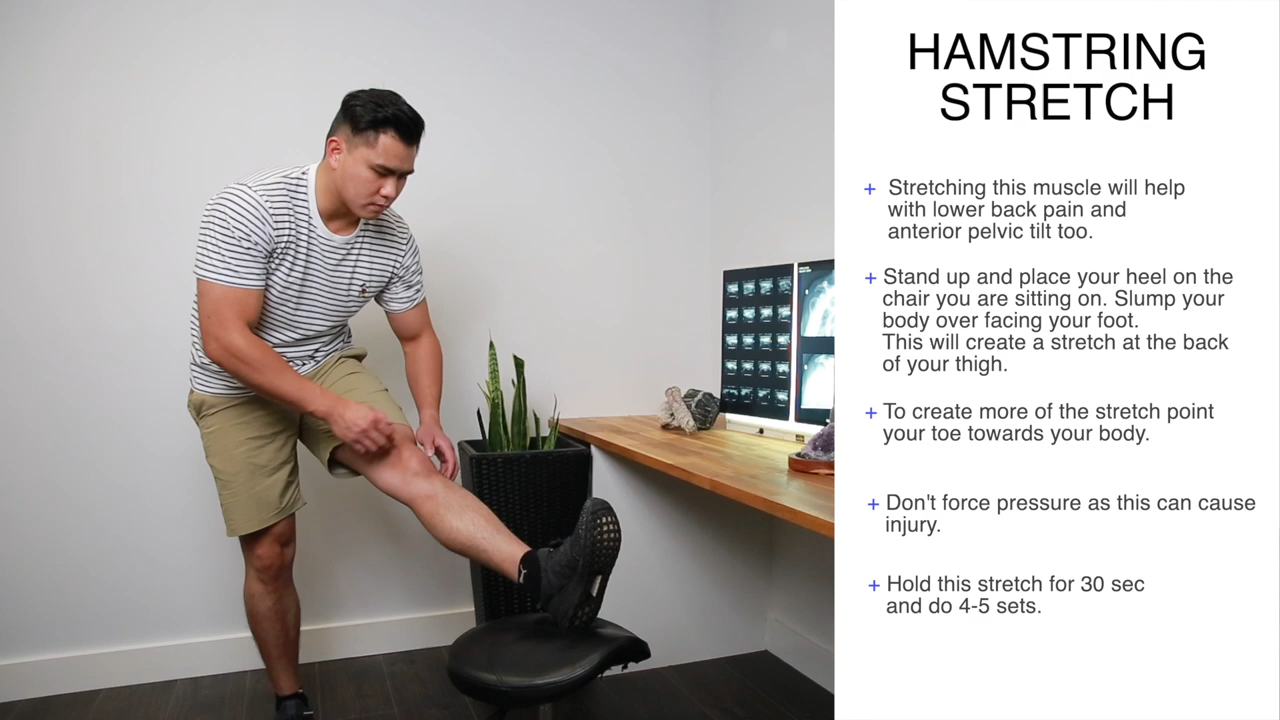 HAMSTRING
STRETCH
+ Stretching this muscle will help
with lower back pain and
anterior pelvic tilt too.
+ Stand up and place your heel on the
chair you are sitting on. Slump your
body over facing your foot.
This will create a stretch at the back
of your thigh.
+ To create more of the stretch point
your toe towards your body.
+ Don't force pressure as this can cause
injury.
+ Hold this stretch for 30 sec
and do 4-5 sets.